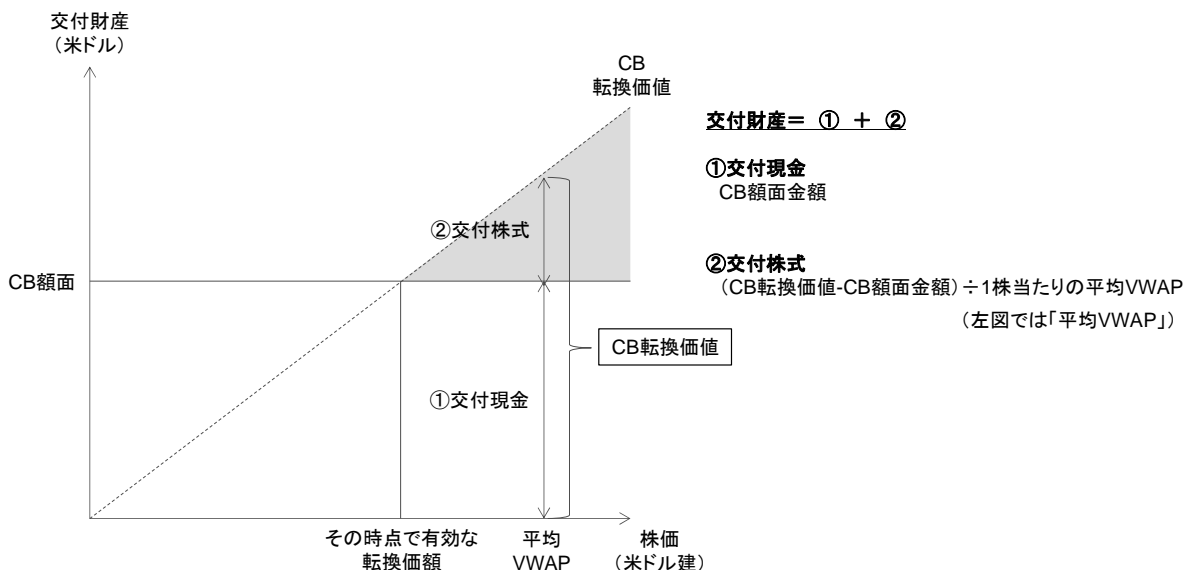 交付財産
(米ドル)
CB
転換価値
交付財産= ① + ②
①交付現金
CB額面金額
②交付株式
(CB転換価値-CB額面金額)÷1株当たりの平均VWAP
(左図では「平均VWAP」)
②交付株式
CB額面
CB転換価値
①交付現金
その時点で有効な
転換価額
平均
VWAP
株価
(米ドル建)